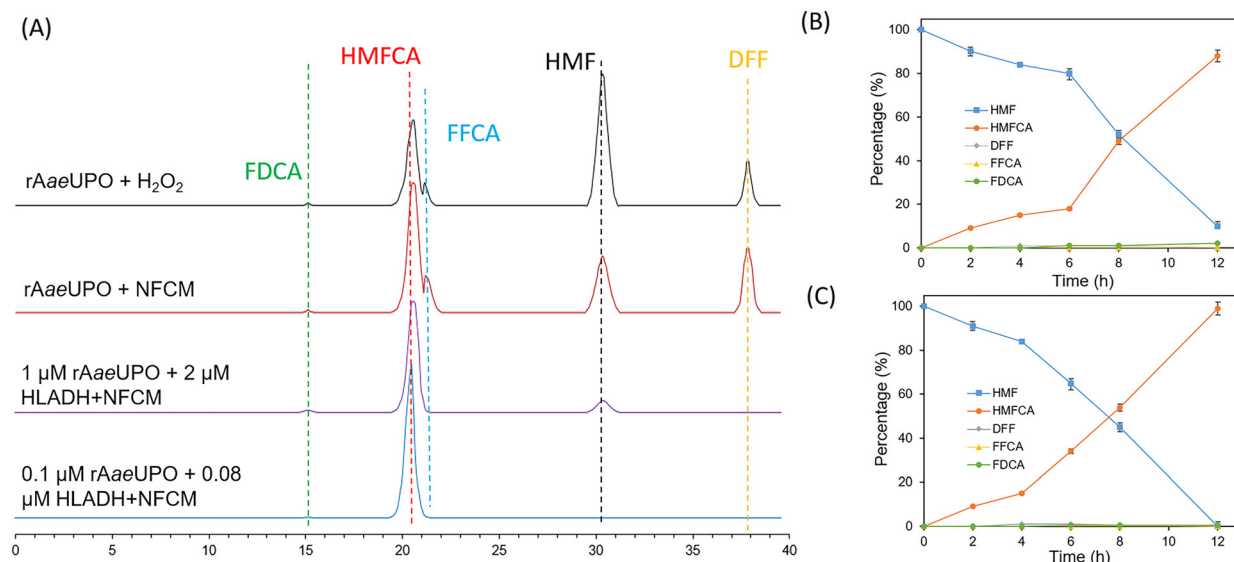 (A)
HMFCA
HMF
DFF
FFCA
FDCA
rAaeUPO + H₂O₂
rAaeUPO + NFCM
1 µM rAaeUPO + 2 µM
HLADH+NFCM
0.1 µM rAaeUPO + 0.08
µM HLADH+NFCM
0 5 10 15 20 25 30 35 40
(B)
Percentage (%)
100
80
60
40
20
0
HMF
HMFCA
DFF
FFCA
FDCA
0 2 4 6 8 10 12
Time (h)
(C)
Percentage (%)
100
80
60
40
20
0
HMF
HMFCA
DFF
FFCA
FDCA
0 2 4 6 8 10 12
Time (h)